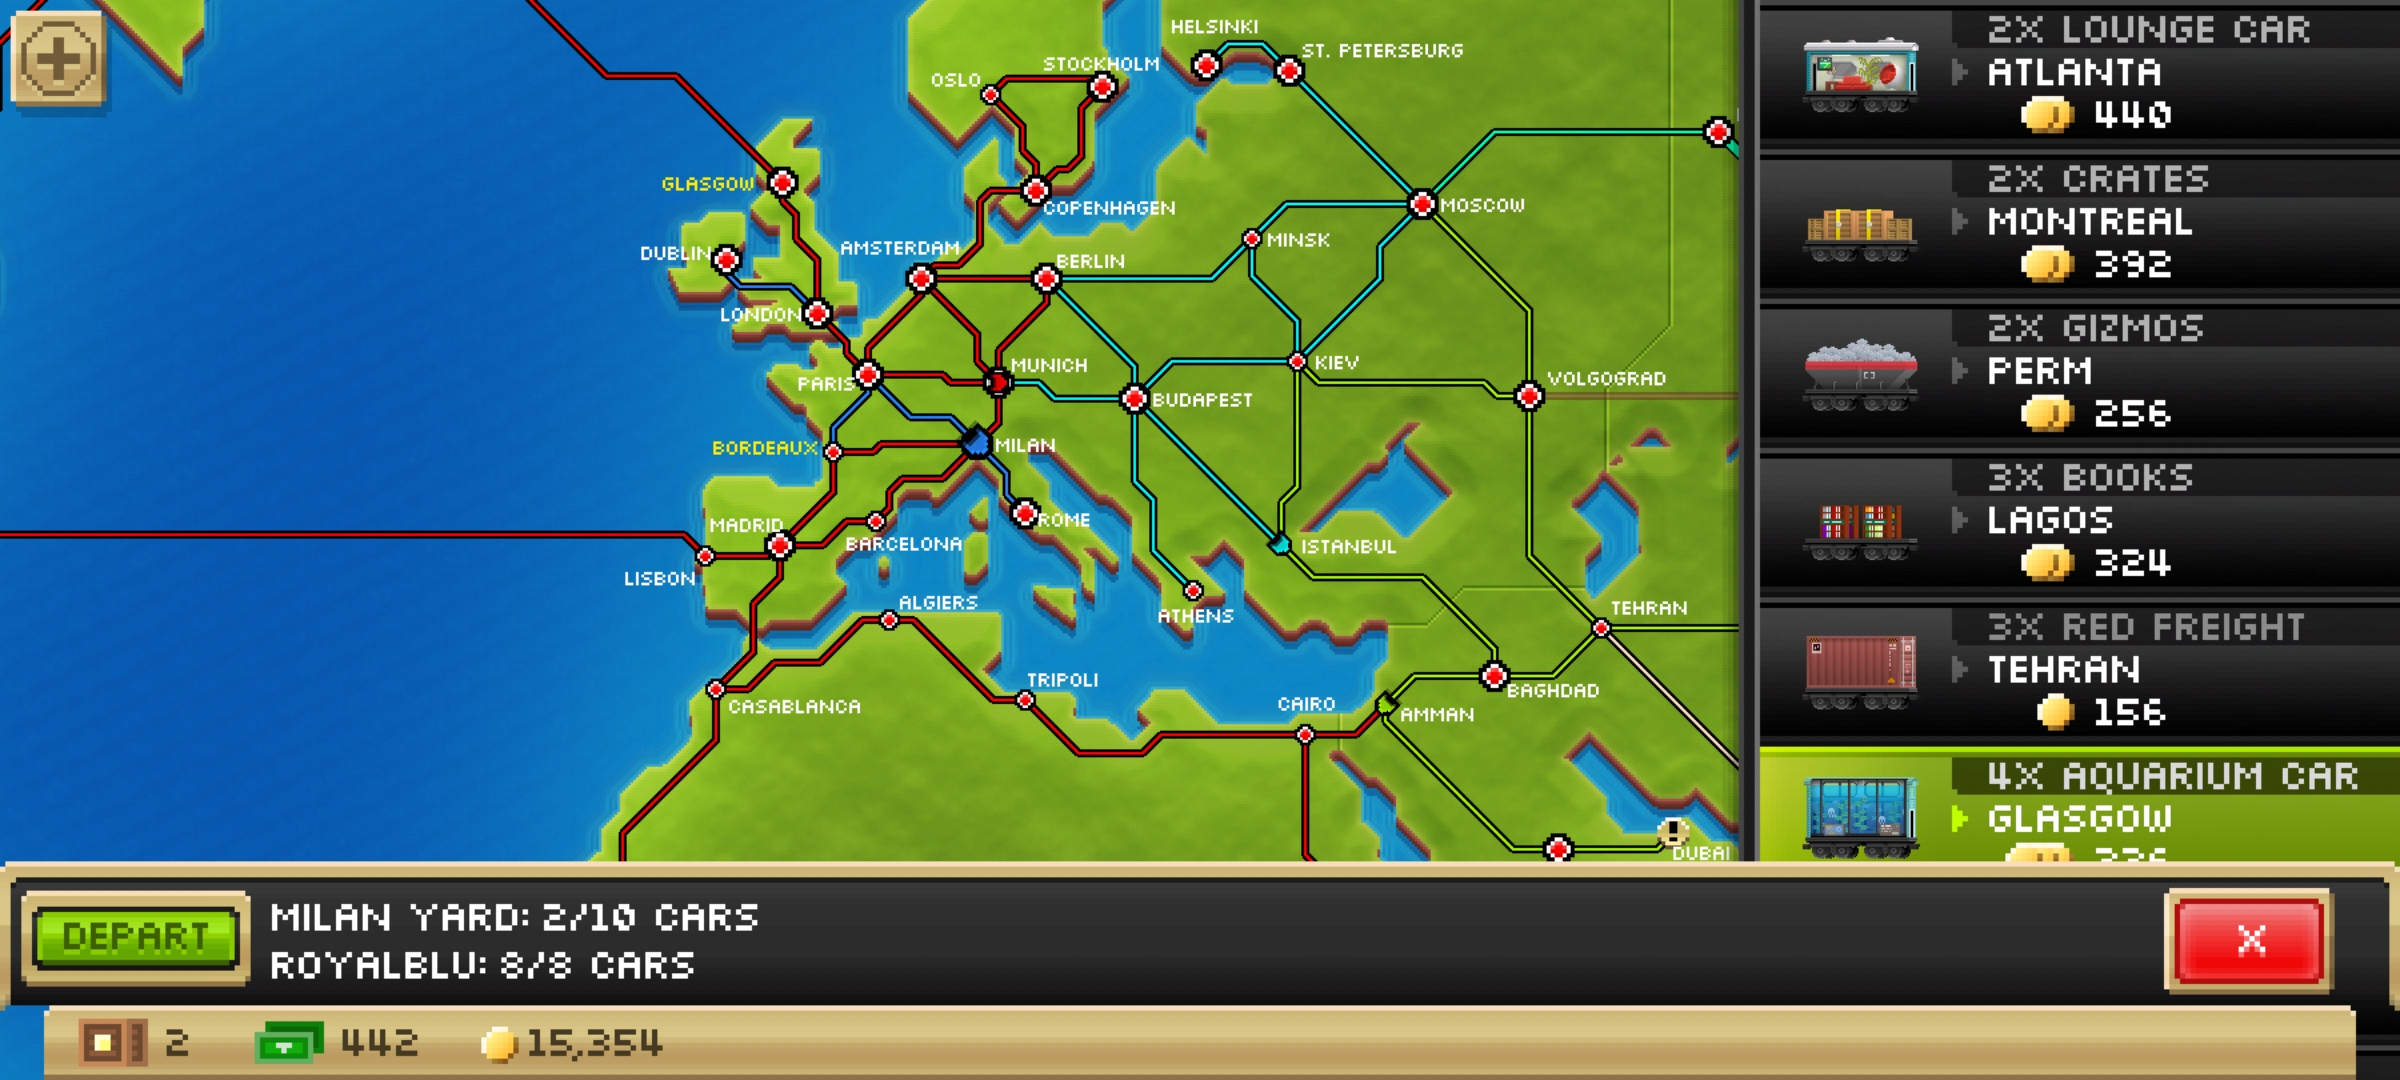 HELSINKI
ST. PETERSBURG
STOCKHOLM
OSLO
GLASGOW
COPENHAGEN
MOSCOW
DUBLIN
AMSTERDAM
MINSK
BERLIN
LONDON
MUNICH
KIEV
PARIS
BUDAPEST
VOLGOGRAD
BORDEAUX
MILAN
MADRID
ROME
BARCELONA
ISTANBUL
LISBON
ALGIERS
ATHENS
TEHRAN
TRIPOLI
CASABLANCA
CAIRO
BAGHDAD
AMMAN
DUBAI
2X LOUNGE CAR
ATLANTA
440
2X CRATES
MONTREAL
392
2X GIZMOS
PERM
256
3X BOOKS
LAGOS
324
3X RED FREIGHT
TEHRAN
156
4X AQUARIUM CAR
GLASGOW
DEPART
MILAN YARD: 2/10 CARS
ROYALBLU: 8/8 CARS
X
2
442
15,354